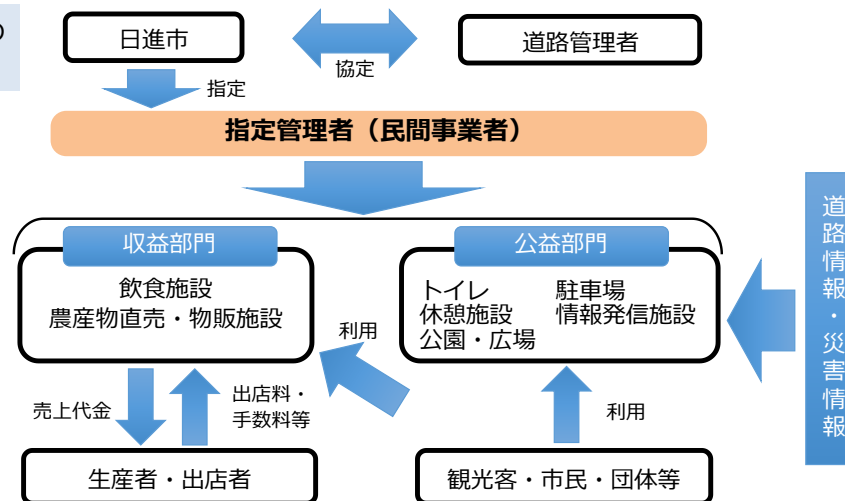 の
日進市
道路管理者
協定
指定
指定管理者（民間事業者）
収益部門
飲食施設
農産物直売・物販施設
公益部門
トイレ 駐車場
休憩施設 情報発信施設
公園・広場
道路情報・災害情報
利用
売上代金
出店料・
手数料等
利用
生産者・出店者
観光客・市民・団体等